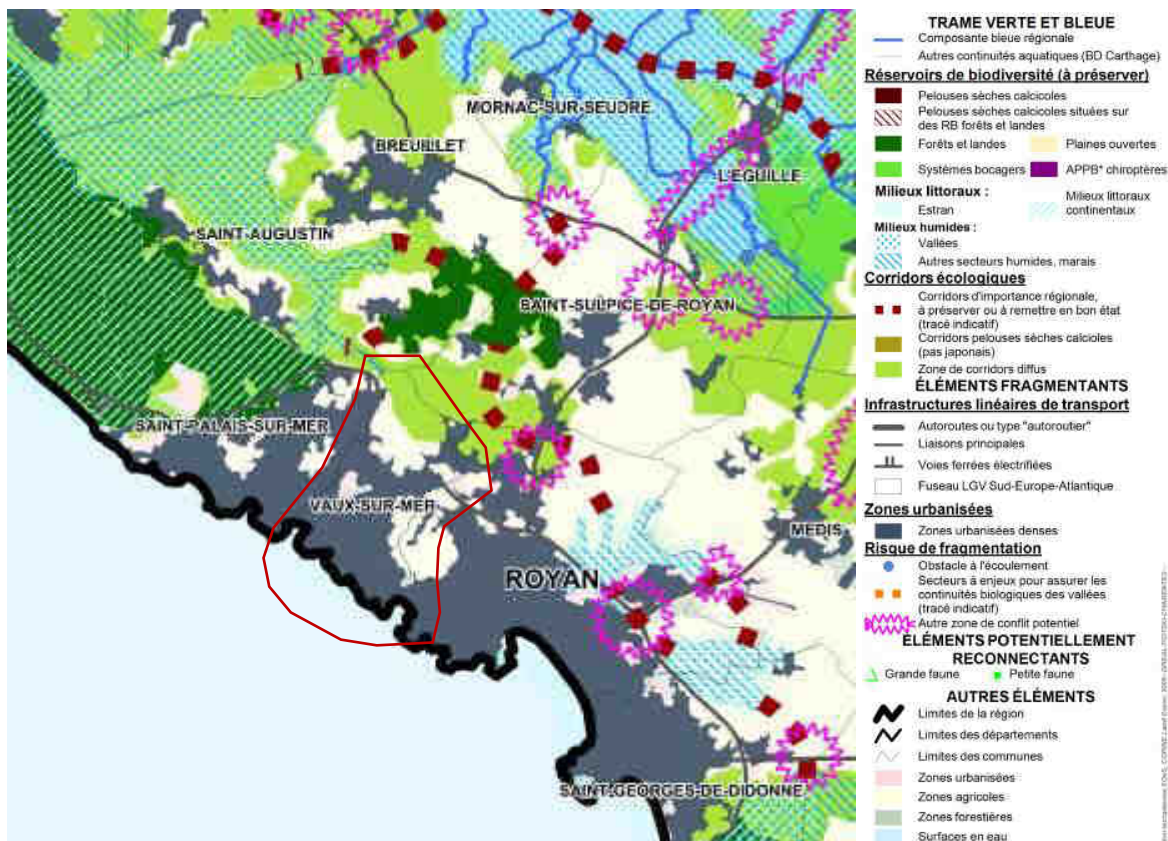 MORNAC-SUR-SEUDRE
BREUILLET
L'EGUILLE
SAINT-AUGUSTIN
SAINT-SULPICE-DE-ROYAN
SAINT-PALAIS-SUR-MER
VAUX-SUR-MER
MEDIS
ROYAN
SAINT-GEORGES-DE-DIDONNE
TRAME VERTE ET BLEUE
Composante bleue régionale
Autres continuités aquatiques (BD Carthage)
Réservoirs de biodiversité (à préserver)
Pelouses sèches calcicoles
Pelouses sèches calcicoles situées sur
des RB forêts et landes
Forêts et landes Plaines ouvertes
Systèmes bocagers APPB* chiroptères
Milieux littoraux :
Estran
Milieux littoraux
continentaux
Milieux humides :
Vallées
Autres secteurs humides, marais
Corridors écologiques
Corridors d'importance régionale,
à préserver ou à remettre en bon état
(tracé indicatif)
Corridors pelouses sèches calcioles
(pas japonais)
Zone de corridors diffus
ÉLÉMENTS FRAGMENTANTS
Infrastructures linéaires de transport
Autoroutes ou type "autoroutier"
Liaisons principales
Voies ferrées électrifiées
Fuseau LGV Sud-Europe-Atlantique
Zones urbanisées
Zones urbanisées denses
Risque de fragmentation
Obstacle à l'écoulement
Secteurs à enjeux pour assurer les
continuités biologiques des vallées
(tracé indicatif)
Autre zone de conflit potentiel
ÉLÉMENTS POTENTIELLEMENT
RECONNECTANTS
Grande faune Petite faune
AUTRES ÉLÉMENTS
Limites de la région
Limites des départements
Limites des communes
Zones urbanisées
Zones agricoles
Zones forestières
Surfaces en eau